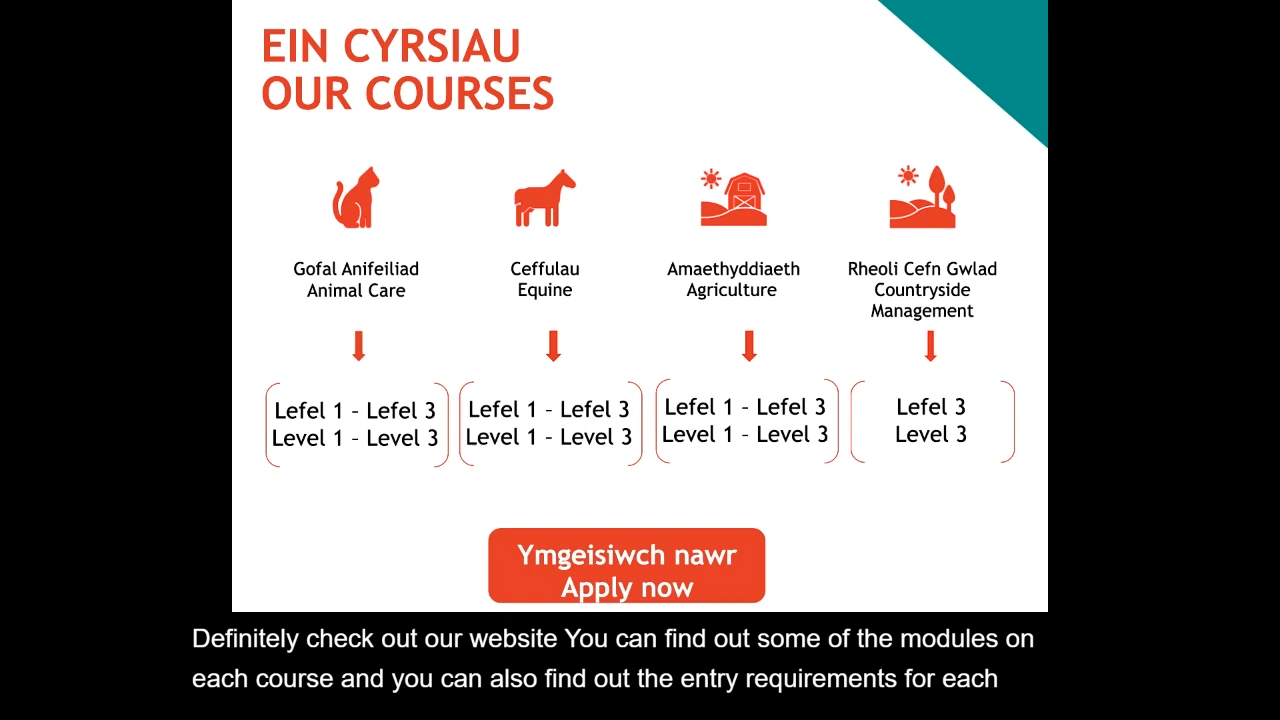 EIN CYRSIAU
OUR COURSES
Gofal Anifeiliad
Animal Care
Ceffulau
Equine
Amaethyddiaeth
Agriculture
Rheoli Cefn Gwlad
Countryside
Management
Lefel 1 – Lefel 3
Level 1 – Level 3
Lefel 1 – Lefel 3
Level 1 – Level 3
Lefel 1 – Lefel 3
Level 1 – Level 3
Lefel 3
Level 3
Ymgeisiwch nawr
Apply now
Definitely check out our website You can find out some of the modules on
each course and you can also find out the entry requirements for each